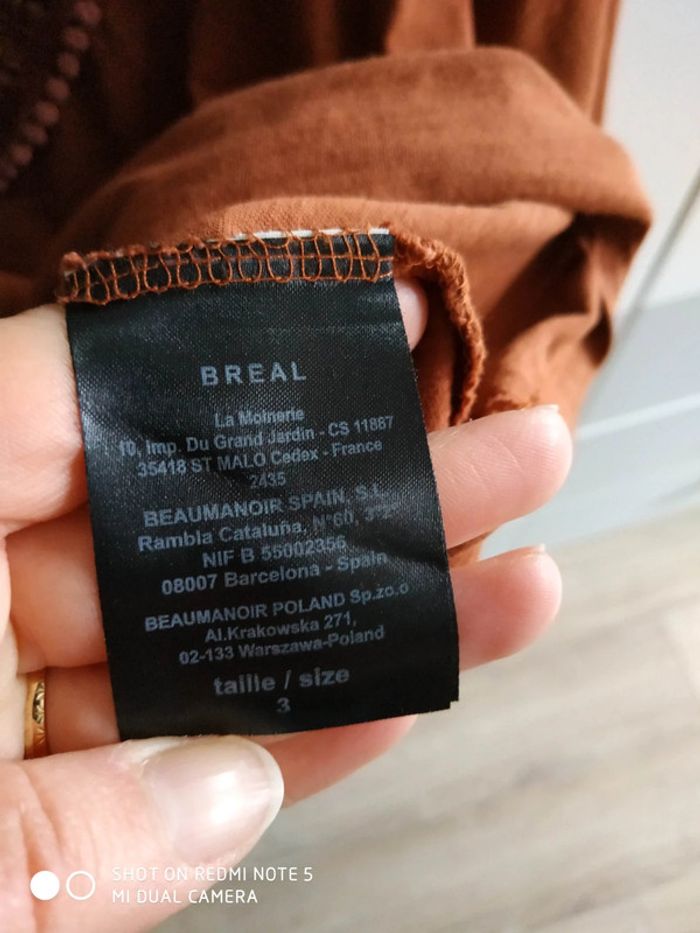 BREAL
La Moinerie
10, Imp. Du Grand Jardin - CS 11887
35418 ST MALO Cedex - France
2435
BEAUMANOIR SPAIN, S.L.
Rambla Cataluña, N°60, 3°2ª
NIF B 55002356
08007 Barcelona - Spain
BEAUMANOIR POLAND Sp.zo.o
Al.Krakowska 271,
02-133 Warszawa-Poland
taille / size
3
SHOT ON REDMI NOTE 5
MI DUAL CAMERA